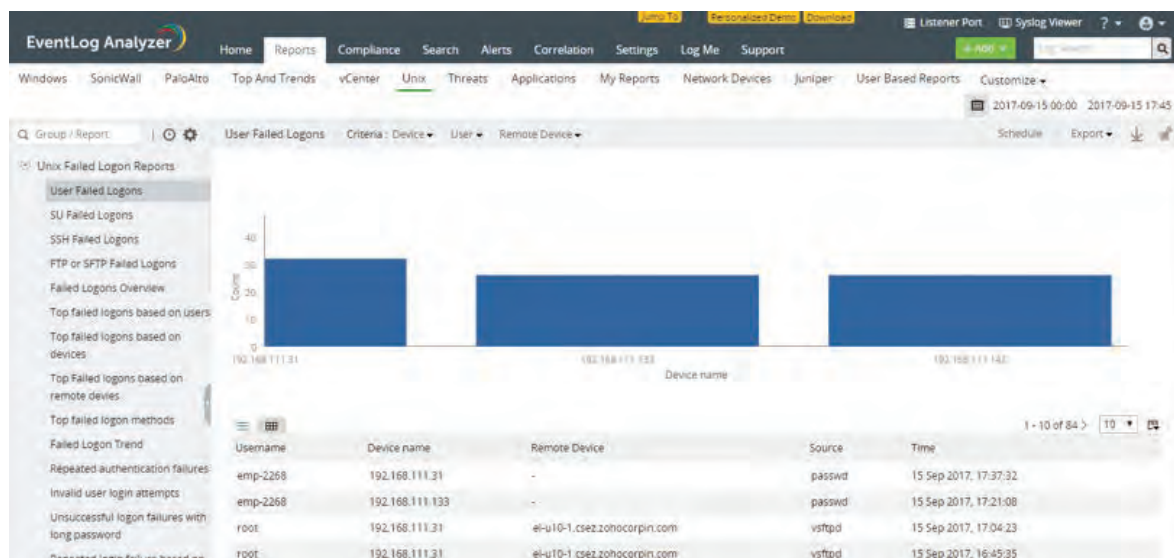 Jump To Personalized Demo Download
Listener Port Syslog Viewer ?
EventLog Analyzer
Home Reports Compliance Search Alerts Correlation Settings Log Me Support
+ Add
Windows SonicWall PaloAlto Top And Trends vCenter Unix Threats Applications My Reports Network Devices Juniper User Based Reports Customize
2017-09-15 00:00 2017-09-15 17:45
Group / Report
User Failed Logons Criteria : Device User Remote Device
Schedule Export
Unix Failed Logon Reports
User Failed Logons
SU Failed Logons
SSH Failed Logons
FTP or SFTP Failed Logons
Failed Logons Overview
Top failed logons based on users
Top failed logons based on
devices
Top Failed logons based on
remote devies
Top failed logon methods
Failed Logon Trend
Repeated authentication failures
Invalid user login attempts
Unsuccessful logon failures with
long password
Repeated login failure based on
40
30
20
10
0
Count
192.168.111.31 192.168.111.133
Device name
1 - 10 of 84 > 10
Username Device name Remote Device Source Time
emp-2268 192.168.111.31 - passwd 15 Sep 2017, 17:37:32
emp-2268 192.168.111.133 - passwd 15 Sep 2017, 17:21:08
root 192.168.111.31 el-u10-1.csez.zohocorpin.com vsftpd 15 Sep 2017, 17:04:23
root 192.168.111.31 el-u10-1.csez.zohocorpin.com vsftpd 15 Sep 2017, 16:45:35